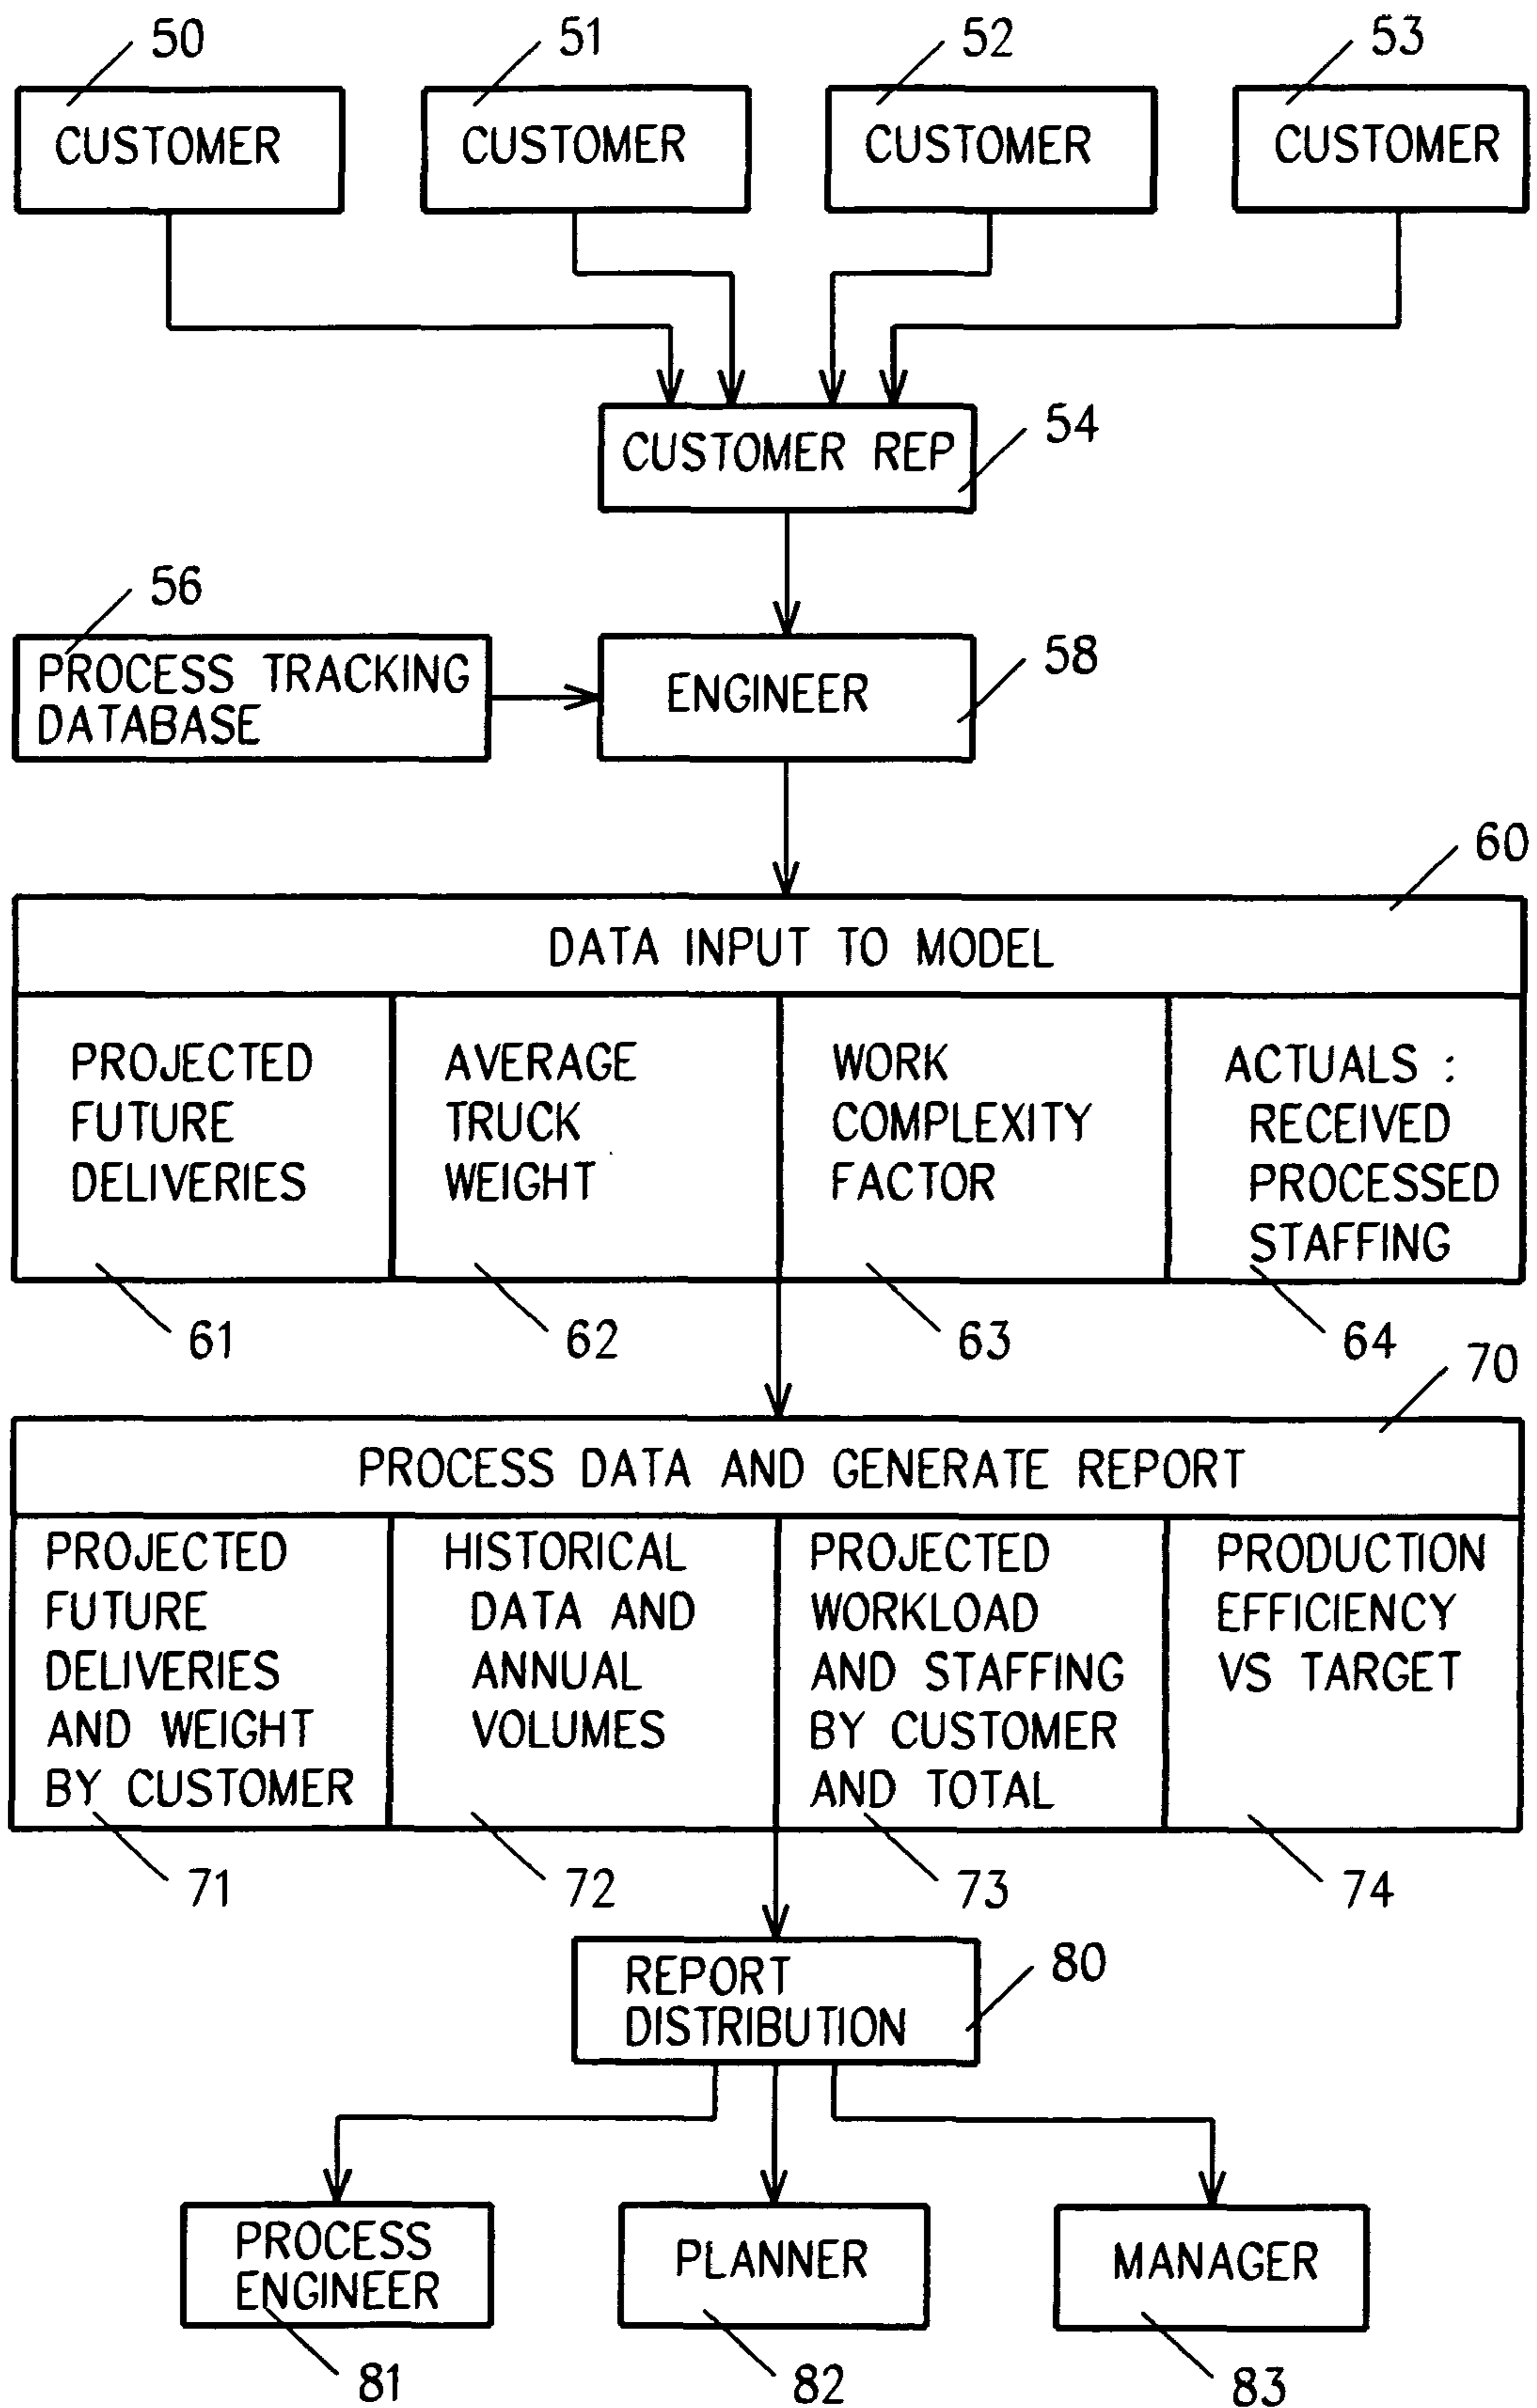 50
51
52
53
CUSTOMER
CUSTOMER
CUSTOMER
CUSTOMER
CUSTOMER REP
54
56
PROCESS TRACKING
DATABASE
ENGINEER
58
60
DATA INPUT TO MODEL
PROJECTED
FUTURE
DELIVERIES
AVERAGE
TRUCK
WEIGHT
WORK
COMPLEXITY
FACTOR
ACTUALS :
RECEIVED
PROCESSED
STAFFING
61
62
63
64
70
PROCESS DATA AND GENERATE REPORT
PROJECTED
FUTURE
DELIVERIES
AND WEIGHT
BY CUSTOMER
HISTORICAL
DATA AND
ANNUAL
VOLUMES
PROJECTED
WORKLOAD
AND STAFFING
BY CUSTOMER
AND TOTAL
PRODUCTION
EFFICIENCY
VS TARGET
71
72
73
74
REPORT
DISTRIBUTION
80
PROCESS
ENGINEER
PLANNER
MANAGER
81
82
83